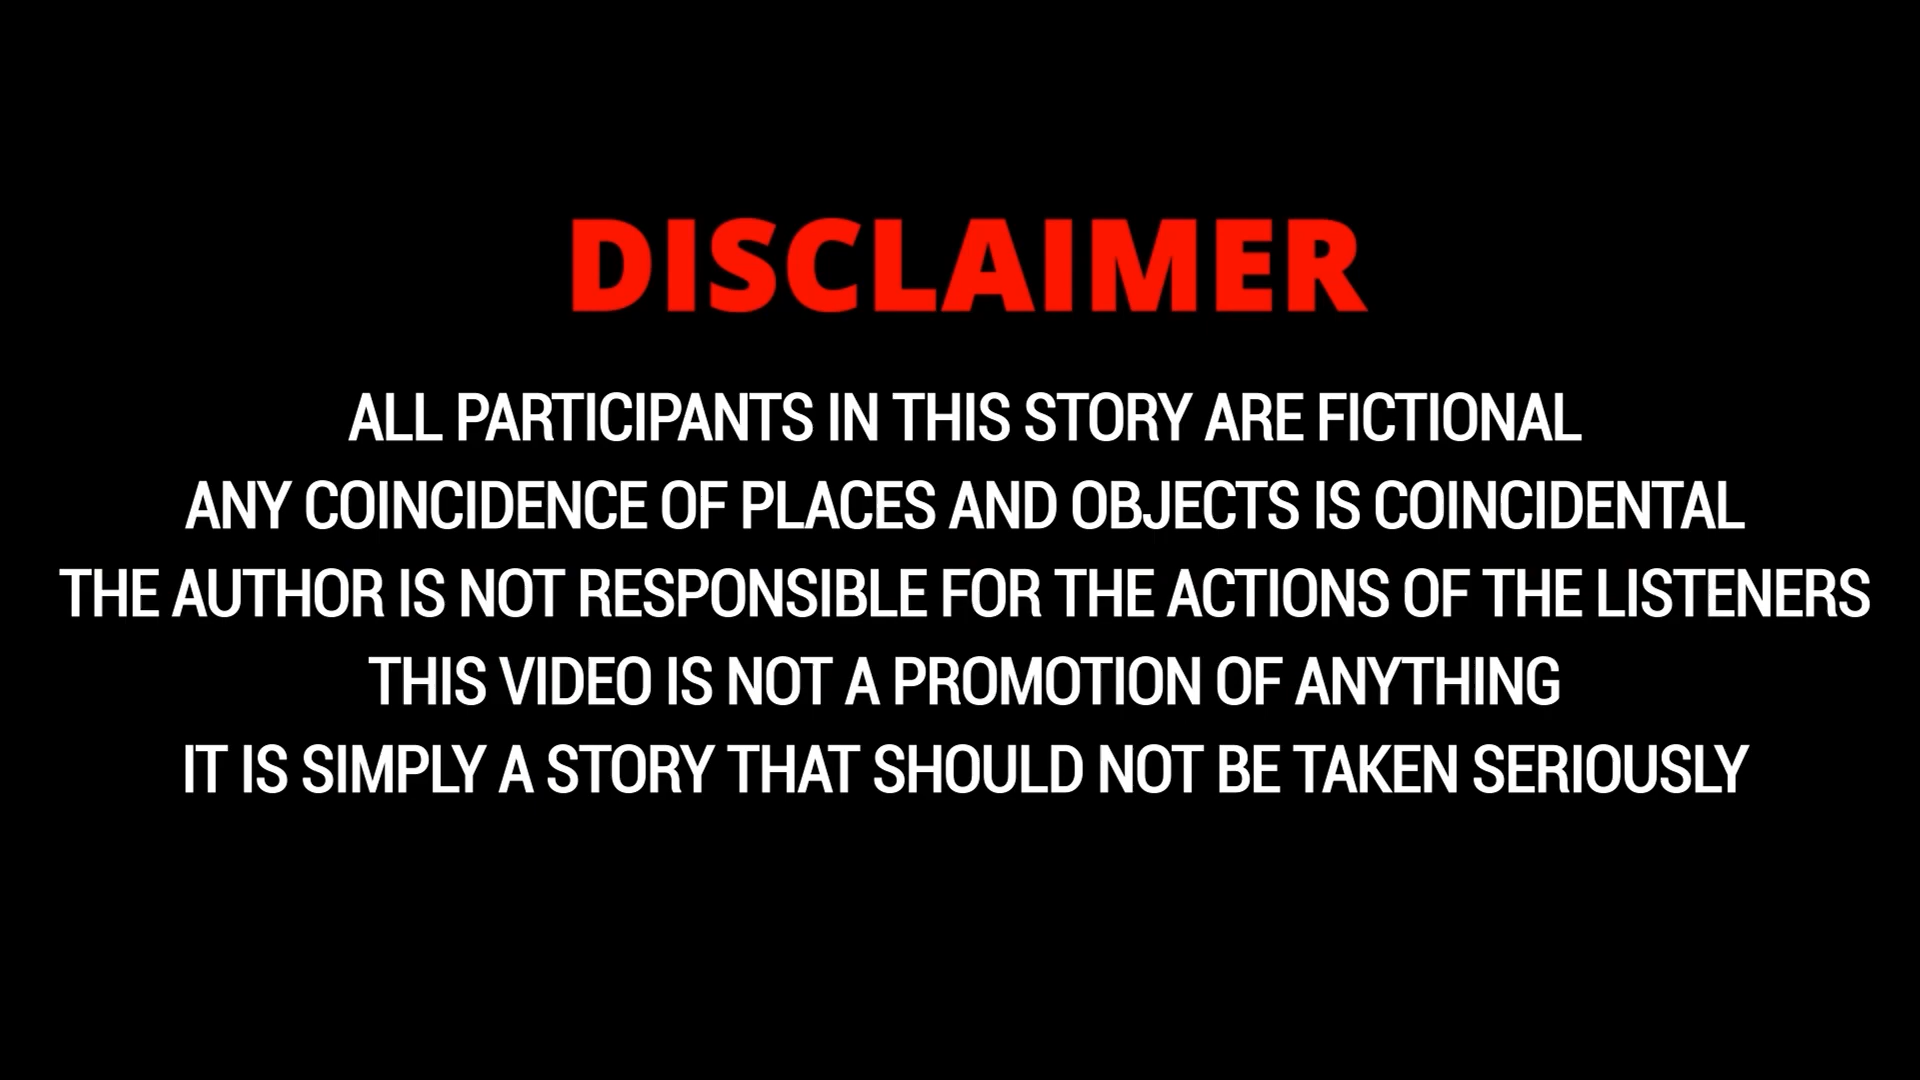 DISCLAIMER
ALL PARTICIPANTS IN THIS STORY ARE FICTIONAL
ANY COINCIDENCE OF PLACES AND OBJECTS IS COINCIDENTAL
THE AUTHOR IS NOT RESPONSIBLE FOR THE ACTIONS OF THE LISTENERS
THIS VIDEO IS NOT A PROMOTION OF ANYTHING
IT IS SIMPLY A STORY THAT SHOULD NOT BE TAKEN SERIOUSLY